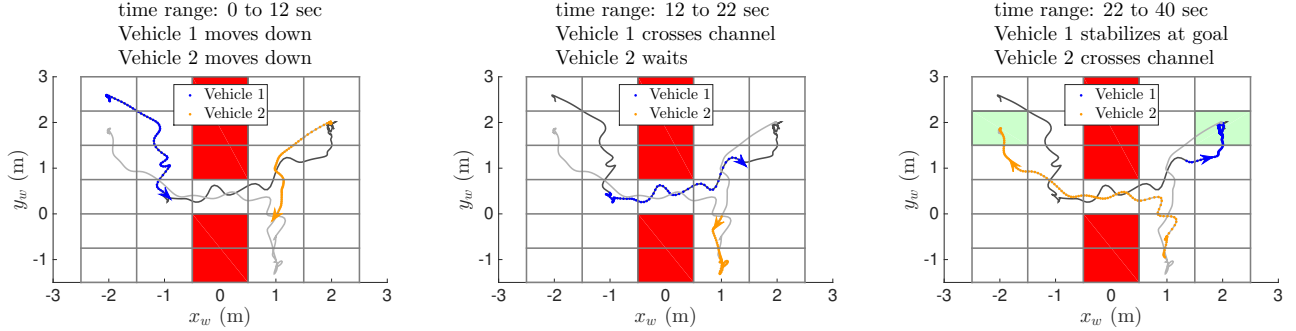 time range: 0 to 12 sec
Vehicle 1 moves down
Vehicle 2 moves down
3
2
1
0
-1
y_w (m)
Vehicle 1
Vehicle 2
-3 -2 -1 0 1 2 3
x_w (m)
time range: 12 to 22 sec
Vehicle 1 crosses channel
Vehicle 2 waits
3
2
1
0
-1
y_w (m)
Vehicle 1
Vehicle 2
-3 -2 -1 0 1 2 3
x_w (m)
time range: 22 to 40 sec
Vehicle 1 stabilizes at goal
Vehicle 2 crosses channel
3
2
1
0
-1
y_w (m)
Vehicle 1
Vehicle 2
-3 -2 -1 0 1 2 3
x_w (m)